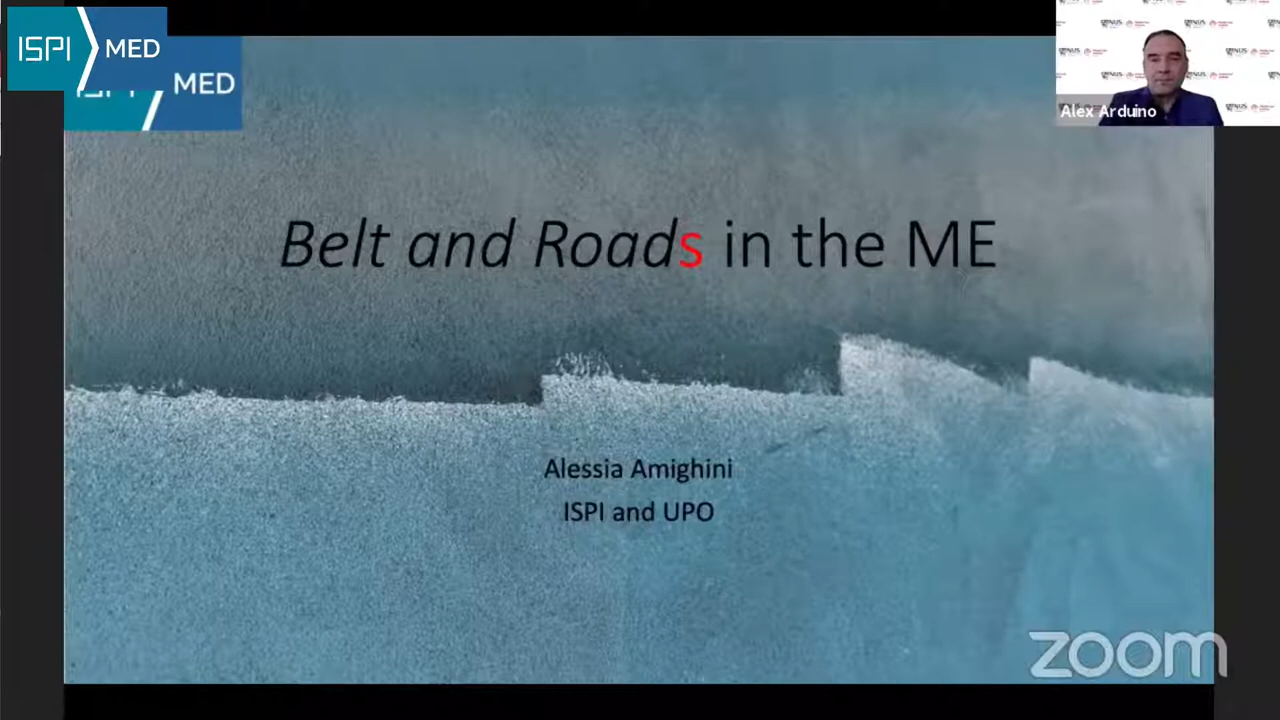 ISPI MED
MED
Alex Arduino
Belt and Roads in the ME
Alessia Amighini
ISPI and UPO
zoom